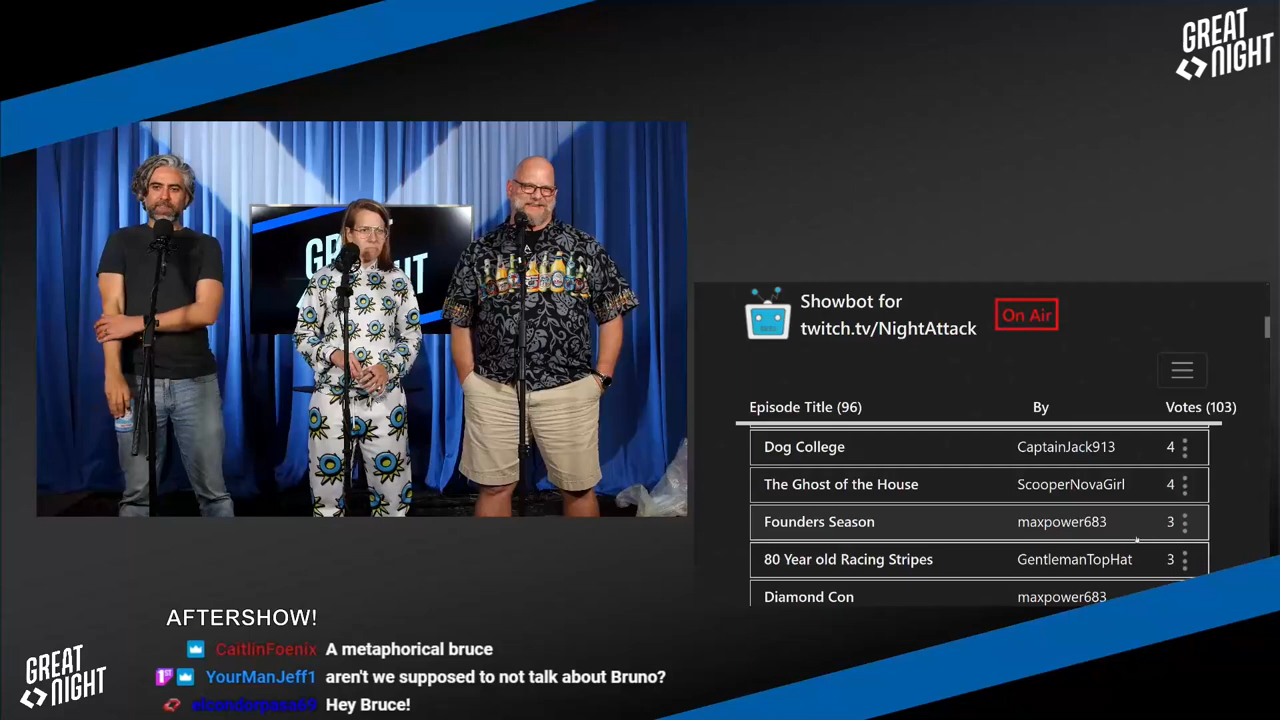 GREAT
NIGHT
Showbot for
twitch.tv/NightAttack
On Air
Episode Title (96) By Votes (103)
Dog College CaptainJack913 4
The Ghost of the House ScooperNovaGirl 4
Founders Season maxpower683 3
80 Year old Racing Stripes GentlemanTopHat 3
Diamond Con maxpower683
AFTERSHOW!
CaitlinFoenix A metaphorical bruce
1st YourManJeff1 aren't we supposed to not talk about Bruno?
Hey Bruce!
GREAT
NIGHT